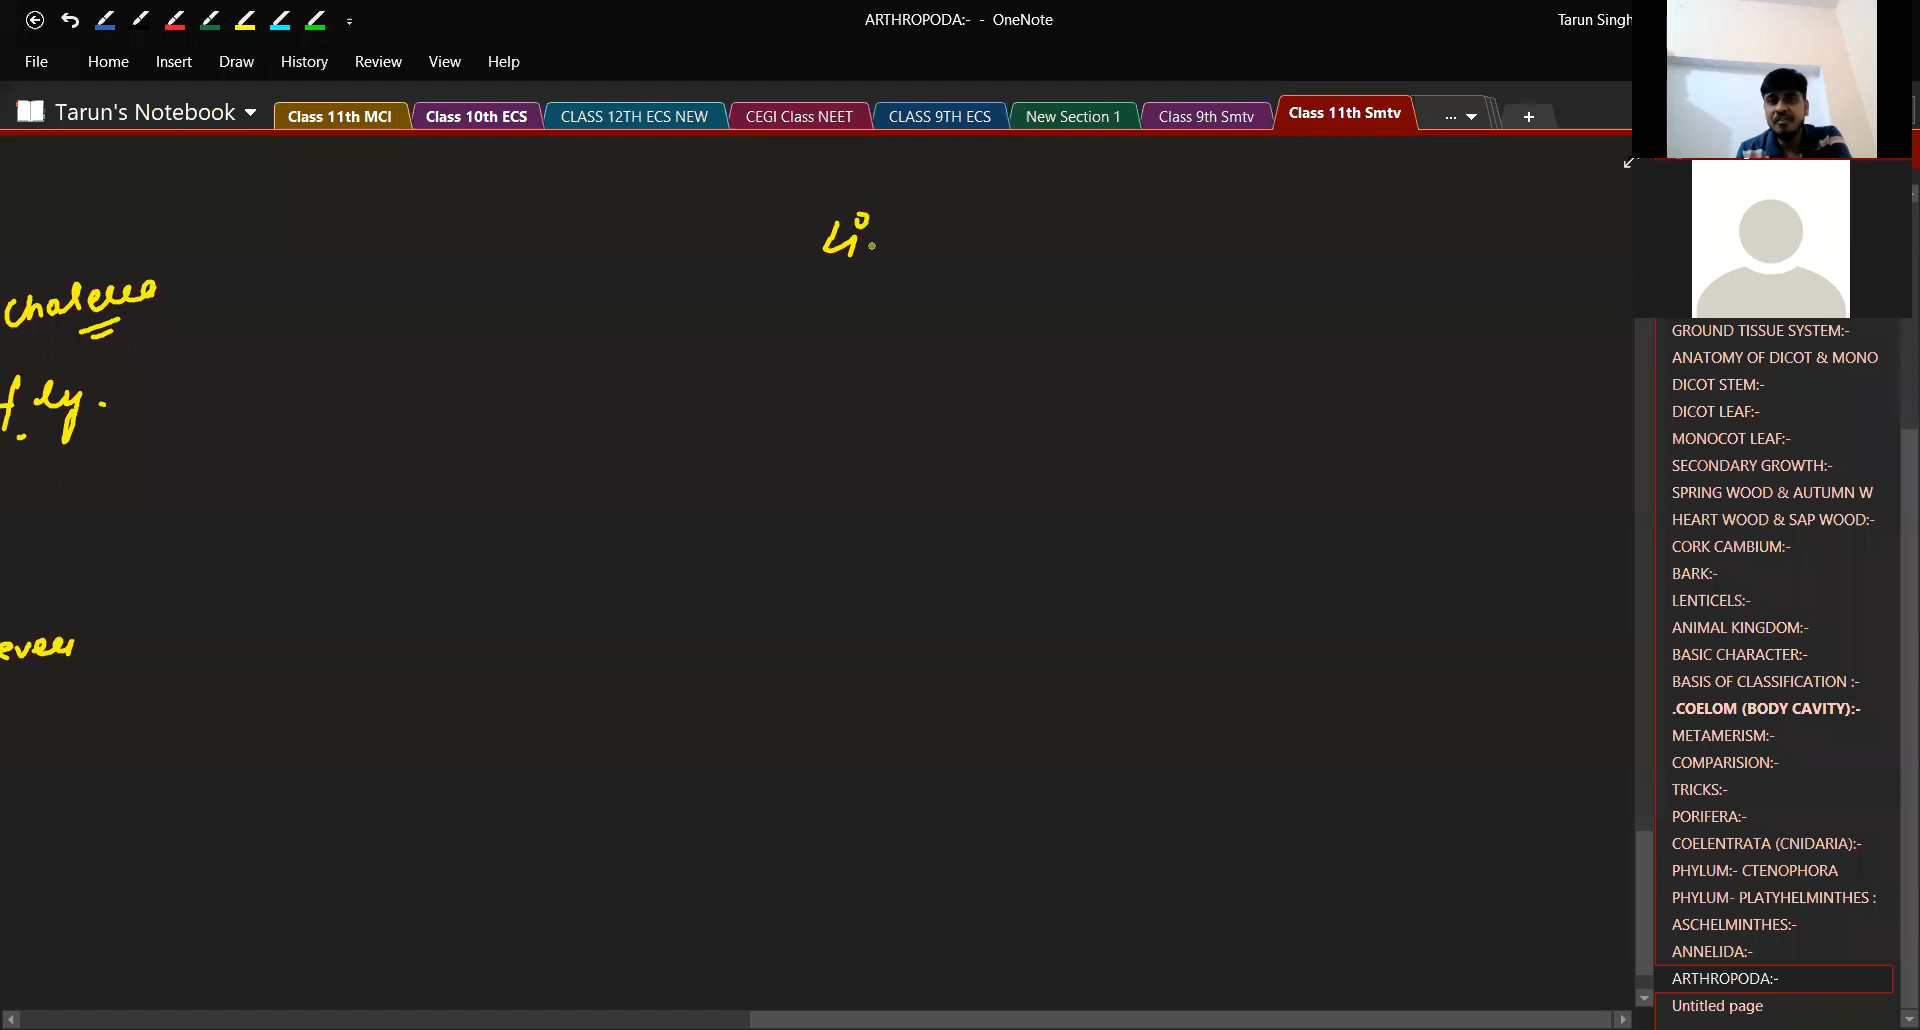 ARTHROPODA:- - OneNote
Tarun Singh
File Home Insert Draw History Review View Help
Tarun's Notebook
Class 11th MCI
Class 10th ECS
CLASS 12TH ECS NEW
CEGI Class NEET
CLASS 9TH ECS
New Section 1
Class 9th Smtv
Class 11th Smtv
...
+
4°
fly.
GROUND TISSUE SYSTEM:-
ANATOMY OF DICOT & MONO
DICOT STEM:-
DICOT LEAF:-
MONOCOT LEAF:-
SECONDARY GROWTH:-
SPRING WOOD & AUTUMN W
HEART WOOD & SAP WOOD:-
CORK CAMBIUM:-
BARK:-
LENTICELS:-
ANIMAL KINGDOM:-
BASIC CHARACTER:-
BASIS OF CLASSIFICATION :-
.COELOM (BODY CAVITY):-
METAMERISM:-
COMPARISION:-
TRICKS:-
PORIFERA:-
COELENTRATA (CNIDARIA):-
PHYLUM:- CTENOPHORA
PHYLUM- PLATYHELMINTHES :
ASCHELMINTHES:-
ANNELIDA:-
ARTHROPODA:-
Untitled page